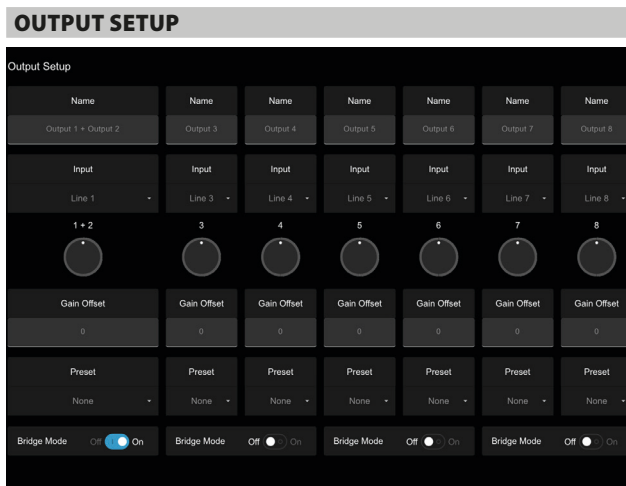 OUTPUT SETUP
Output Setup
Name Name Name Name Name Name Name
Output 1 + Output 2 Output 3 Output 4 Output 5 Output 6 Output 7 Output 8
Input Input Input Input Input Input Input
Line 1 Line 3 Line 4 Line 5 Line 6 Line 7 Line 8
1 + 2 3 4 5 6 7 8
Gain Offset Gain Offset Gain Offset Gain Offset Gain Offset Gain Offset Gain Offset
0 0 0 0 0 0 0
Preset Preset Preset Preset Preset Preset Preset
None None None None None None None
Bridge Mode Off On Bridge Mode Off On Bridge Mode Off On Bridge Mode Off On